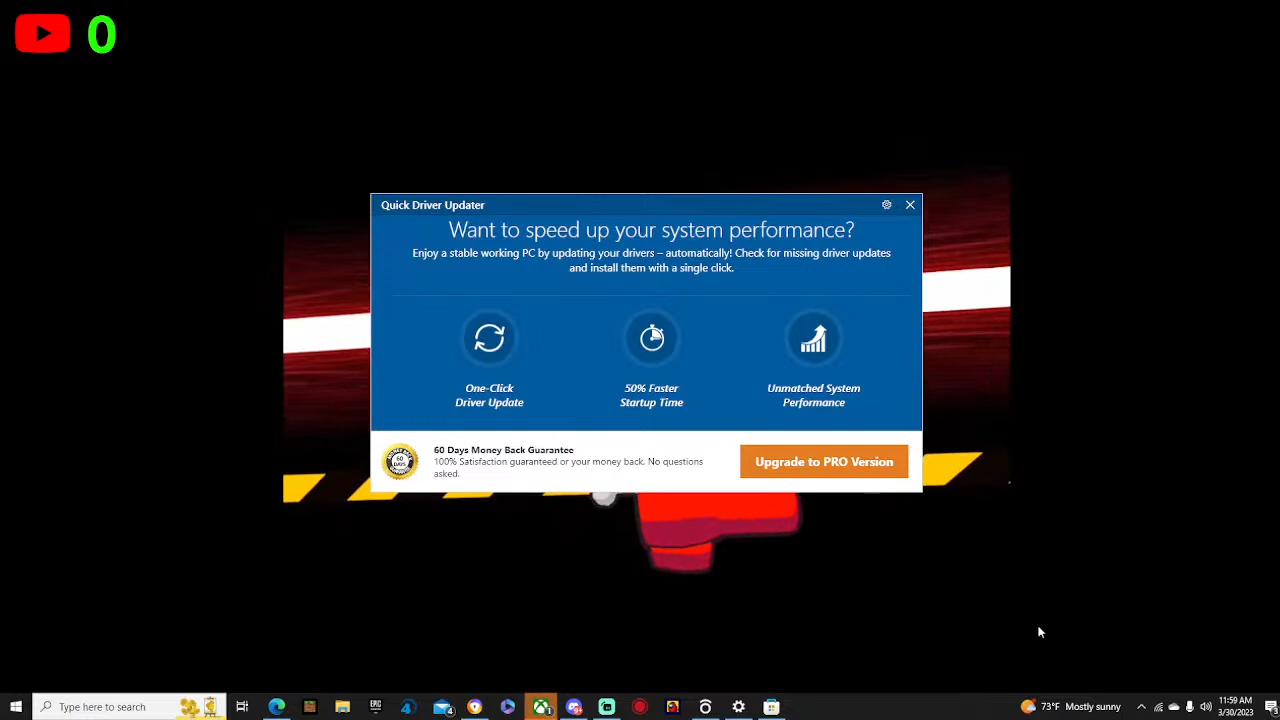 0
Quick Driver Updater
Want to speed up your system performance?
Enjoy a stable working PC by updating your drivers – automatically! Check for missing driver updates
and install them with a single click.
One-Click
Driver Update
50% Faster
Startup Time
Unmatched System
Performance
60 Days Money Back Guarantee
100% Satisfaction guaranteed or your money back. No questions
asked.
Upgrade to PRO Version
Type here to search
73°F Mostly sunny
11:59 AM
3/30/2023